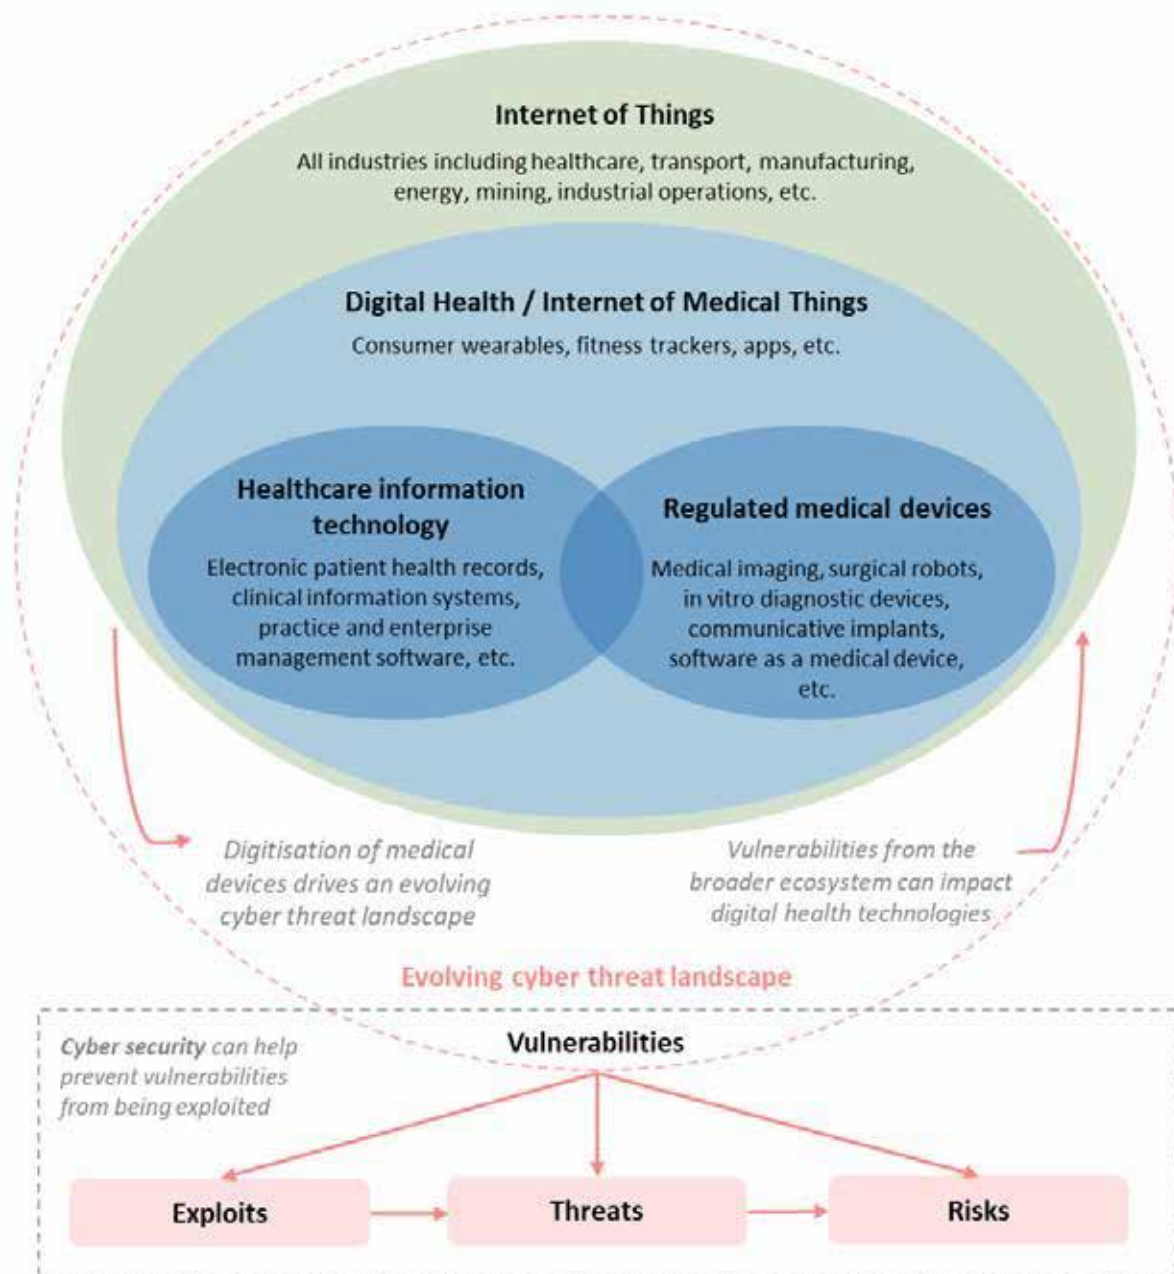 Internet of Things
All industries including healthcare, transport, manufacturing,
energy, mining, industrial operations, etc.
Digital Health / Internet of Medical Things
Consumer wearables, fitness trackers, apps, etc.
Healthcare information
technology
Electronic patient health records,
clinical information systems,
practice and enterprise
management software, etc.
Regulated medical devices
Medical imaging, surgical robots,
in vitro diagnostic devices,
communicative implants,
software as a medical device,
etc.
Digitisation of medical
devices drives an evolving
cyber threat landscape
Vulnerabilities from the
broader ecosystem can impact
digital health technologies
Evolving cyber threat landscape
Cyber security can help
prevent vulnerabilities
from being exploited
Vulnerabilities
Exploits
Threats
Risks